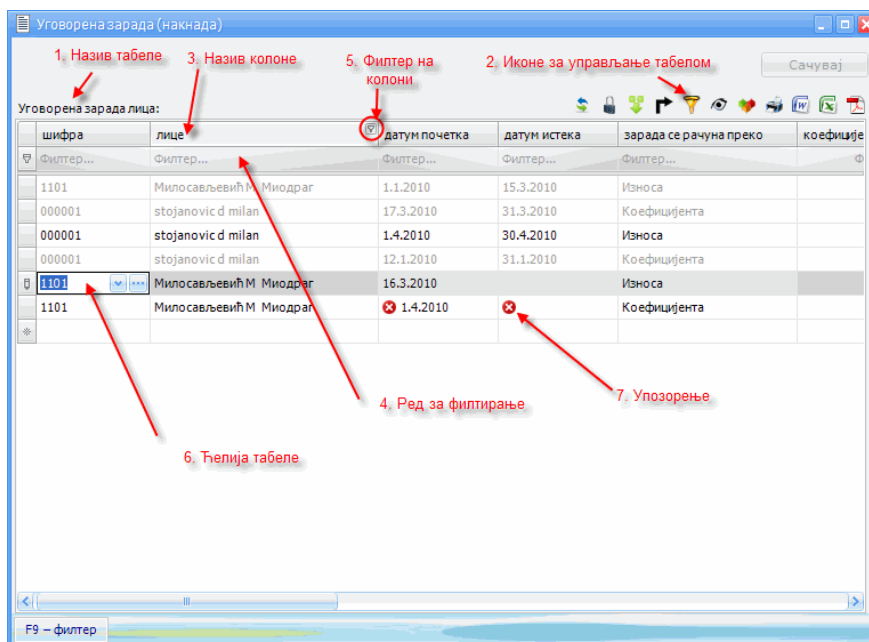 Уговорена зарада (накнада)
1. Назив табеле
3. Назив колоне
5. Филтер на
колони
2. Иконе за управљање табелом
Сачувај
Уговорена зарада лица:
шифра лице датум почетка датум истека зарада се рачуна преко коефиције
Филтер... Филтер... Филтер... Филтер... Филтер... Ф
1101 Милосављевић М Миодраг 1.1.2010 15.3.2010 Износа
000001 stojanovic d milan 17.3.2010 31.3.2010 Коефицијента
000001 stojanovic d milan 1.4.2010 30.4.2010 Износа
000001 stojanovic d milan 12.1.2010 31.1.2010 Коефицијента
1101 Милосављевић М Миодраг 16.3.2010 Износа
1101 Милосављевић М Миодраг 1.4.2010 Коефицијента
4. Ред за филтирање
7. Упозорење
6. Ћелија табеле
F9 – филтер